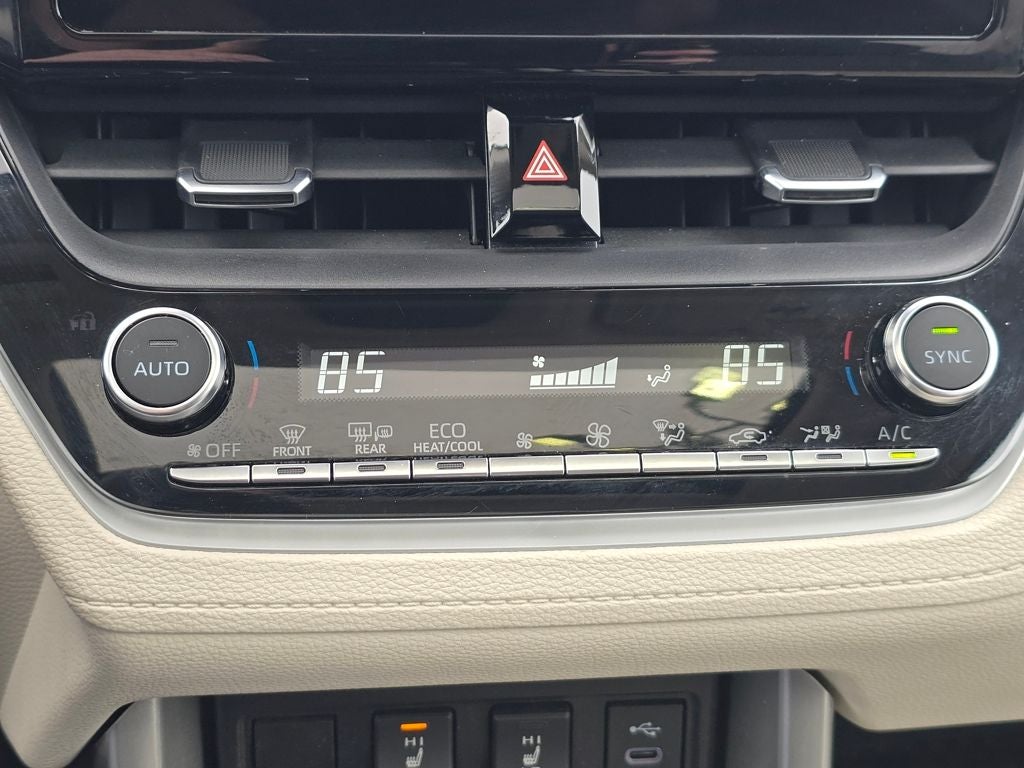 AUTO
85
85
SYNC
OFF
FRONT
REAR
ECO
HEAT/COOL
A/C
HI
HI